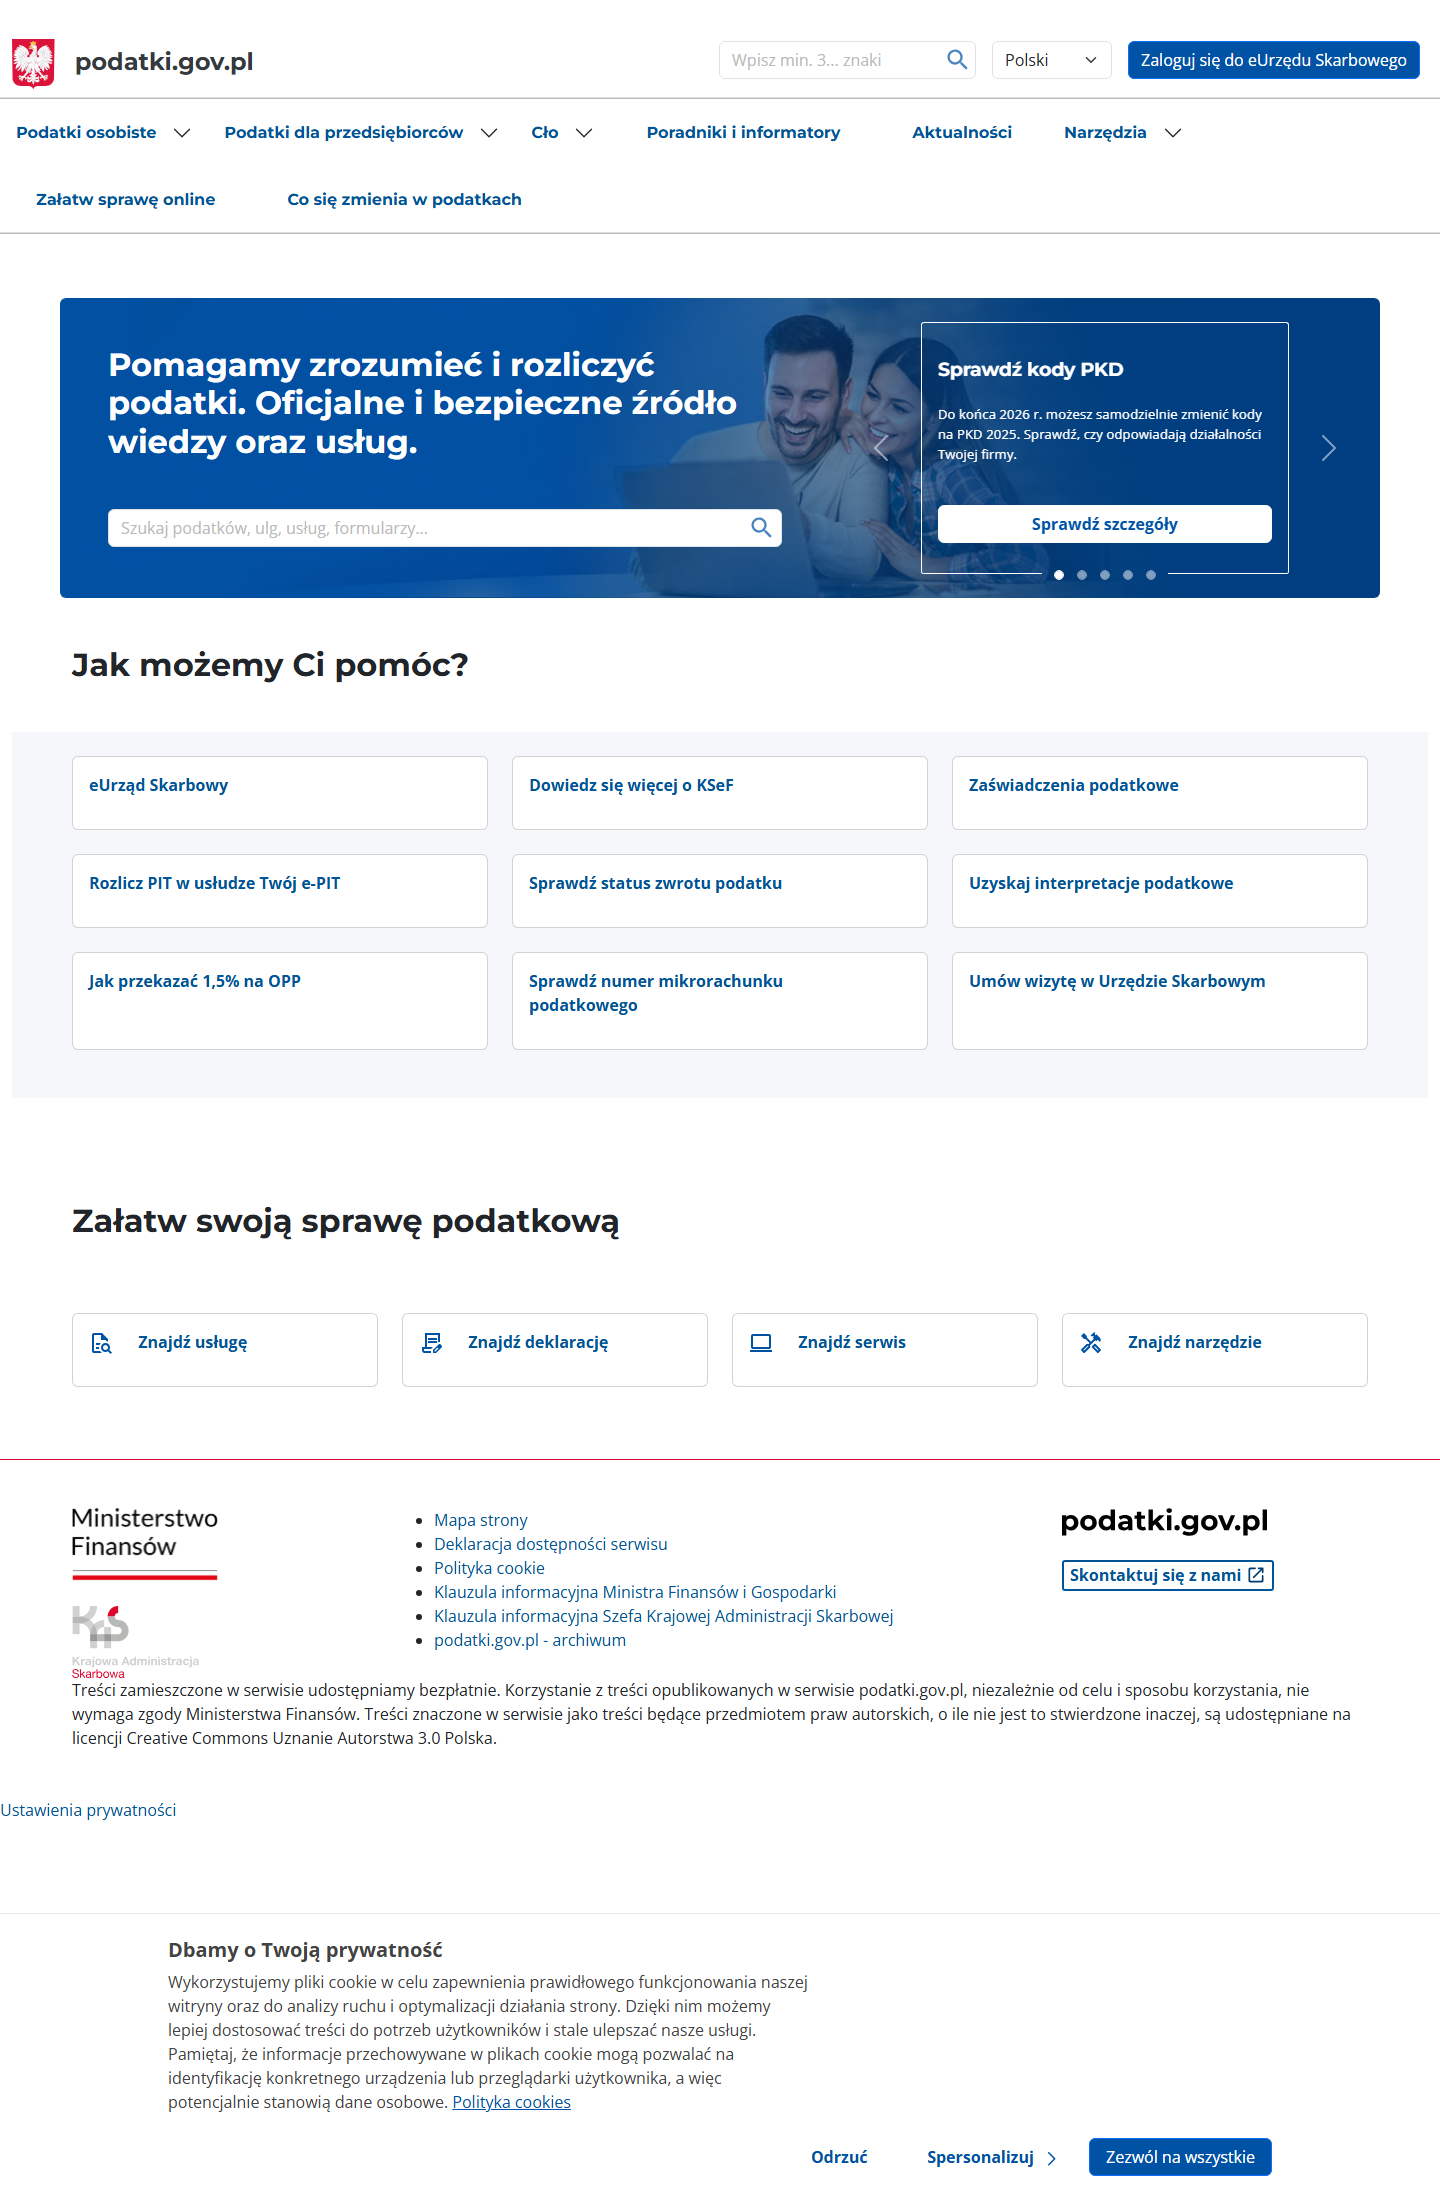 podatki.gov.pl
Wpisz min. 3... znaki
Polski
Zaloguj się do eUrzędu Skarbowego
Podatki osobiste
Podatki dla przedsiębiorców
Cło
Poradniki i informatory
Aktualności
Narzędzia
Załatw sprawę online
Co się zmienia w podatkach
Pomagamy zrozumieć i rozliczyć
podatki. Oficjalne i bezpieczne źródło
wiedzy oraz usług.
Szukaj podatków, ulg, usług, formularzy...
Sprawdź kody PKD
Do końca 2026 r. możesz samodzielnie zmienić kody
na PKD 2025. Sprawdź, czy odpowiadają działalności
Twojej firmy.
Sprawdź szczegóły
Jak możemy Ci pomóc?
eUrząd Skarbowy
Dowiedz się więcej o KSeF
Zaświadczenia podatkowe
Rozlicz PIT w usłudze Twój e-PIT
Sprawdź status zwrotu podatku
Uzyskaj interpretacje podatkowe
Jak przekazać 1,5% na OPP
Sprawdź numer mikrorachunku
podatkowego
Umów wizytę w Urzędzie Skarbowym
Załatw swoją sprawę podatkową
Znajdź usługę
Znajdź deklarację
Znajdź serwis
Znajdź narzędzie
Ministerstwo
Finansów
KAS
Krajowa Administracja
Skarbowa
Mapa strony
Deklaracja dostępności serwisu
Polityka cookie
Klauzula informacyjna Ministra Finansów i Gospodarki
Klauzula informacyjna Szefa Krajowej Administracji Skarbowej
podatki.gov.pl - archiwum
podatki.gov.pl
Skontaktuj się z nami
Treści zamieszczone w serwisie udostępniamy bezpłatnie. Korzystanie z treści opublikowanych w serwisie podatki.gov.pl, niezależnie od celu i sposobu korzystania, nie
wymaga zgody Ministerstwa Finansów. Treści znaczone w serwisie jako treści będące przedmiotem praw autorskich, o ile nie jest to stwierdzone inaczej, są udostępniane na
licencji Creative Commons Uznanie Autorstwa 3.0 Polska.
Ustawienia prywatności
Dbamy o Twoją prywatność
Wykorzystujemy pliki cookie w celu zapewnienia prawidłowego funkcjonowania naszej
witryny oraz do analizy ruchu i optymalizacji działania strony. Dzięki nim możemy
lepiej dostosować treści do potrzeb użytkowników i stale ulepszać nasze usługi.
Pamiętaj, że informacje przechowywane w plikach cookie mogą pozwalać na
identyfikację konkretnego urządzenia lub przeglądarki użytkownika, a więc
potencjalnie stanowią dane osobowe. Polityka cookies
Odrzuć
Spersonalizuj
Zezwól na wszystkie